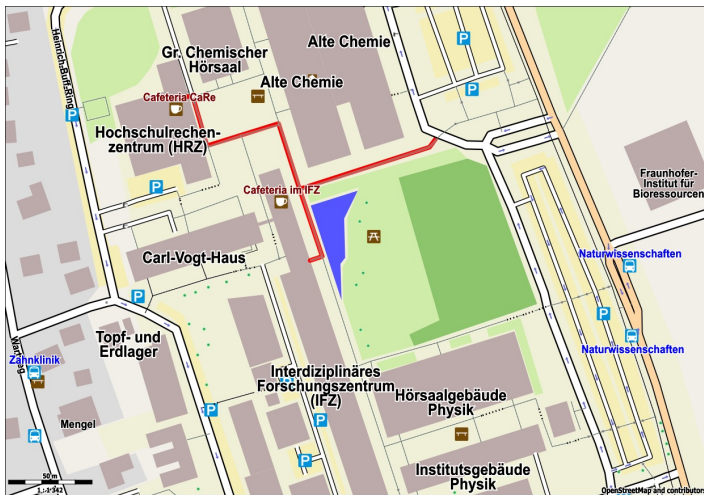 Alte Chemie
Gr. Chemischer
Hörsaal
Alte Chemie
Heinrich-Buff-Ring
Cafeteria CaRe
Hochschulrechen-
zentrum (HRZ)
Fraunhofer-
Institut für
Bioressourcen
Cafeteria im IFZ
Naturwissenschaften
Carl-Vogt-Haus
Topf- und
Erdlager
Naturwissenschaften
Zahnklinik
Interdiziplinäres
Forschungszentrum
(IFZ)
Hörsaalgebäude
Physik
Mengel
Institutsgebäude
Physik
50 m
OpenStreetMap and contributors
P
P
P
P
P
P
P
P
P